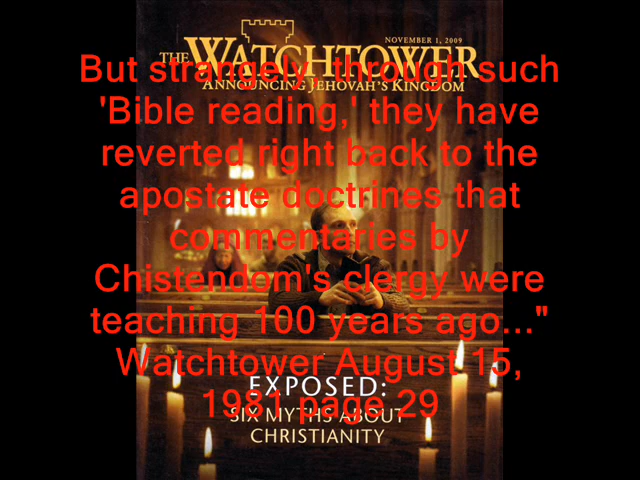 NOVEMBER 1, 2009
THE WATCHTOWER
ANNOUNCING JEHOVAH'S KINGDOM
But strangely, through such
'Bible reading,' they have
reverted right back to the
apostate doctrines that
commentaries by
Chistendom's clergy were
teaching 100 years ago..."
Watchtower August 15,
1981 page 29
EXPOSED:
SIX MYTHS ABOUT
CHRISTIANITY